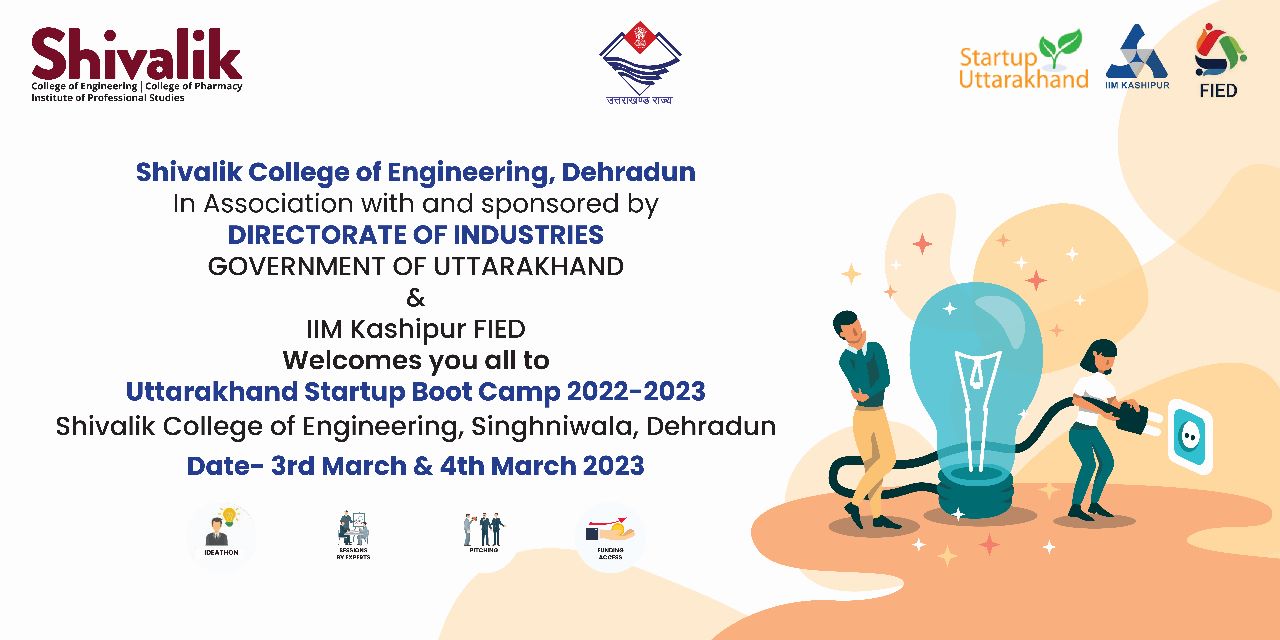 Shivalik
College of Engineering | College of Pharmacy
Institute of Professional Studies
उत्तराखण्ड राज्य
Startup
Uttarakhand
IIM KASHIPUR
FIED
Shivalik College of Engineering, Dehradun
In Association with and sponsored by
DIRECTORATE OF INDUSTRIES
GOVERNMENT OF UTTARAKHAND
&
IIM Kashipur FIED
Welcomes you all to
Uttarakhand Startup Boot Camp 2022-2023
Shivalik College of Engineering, Singhniwala, Dehradun
Date- 3rd March & 4th March 2023
IDEATHON
SESSIONS
BY EXPERTS
PITCHING
FUNDING
ACCESS